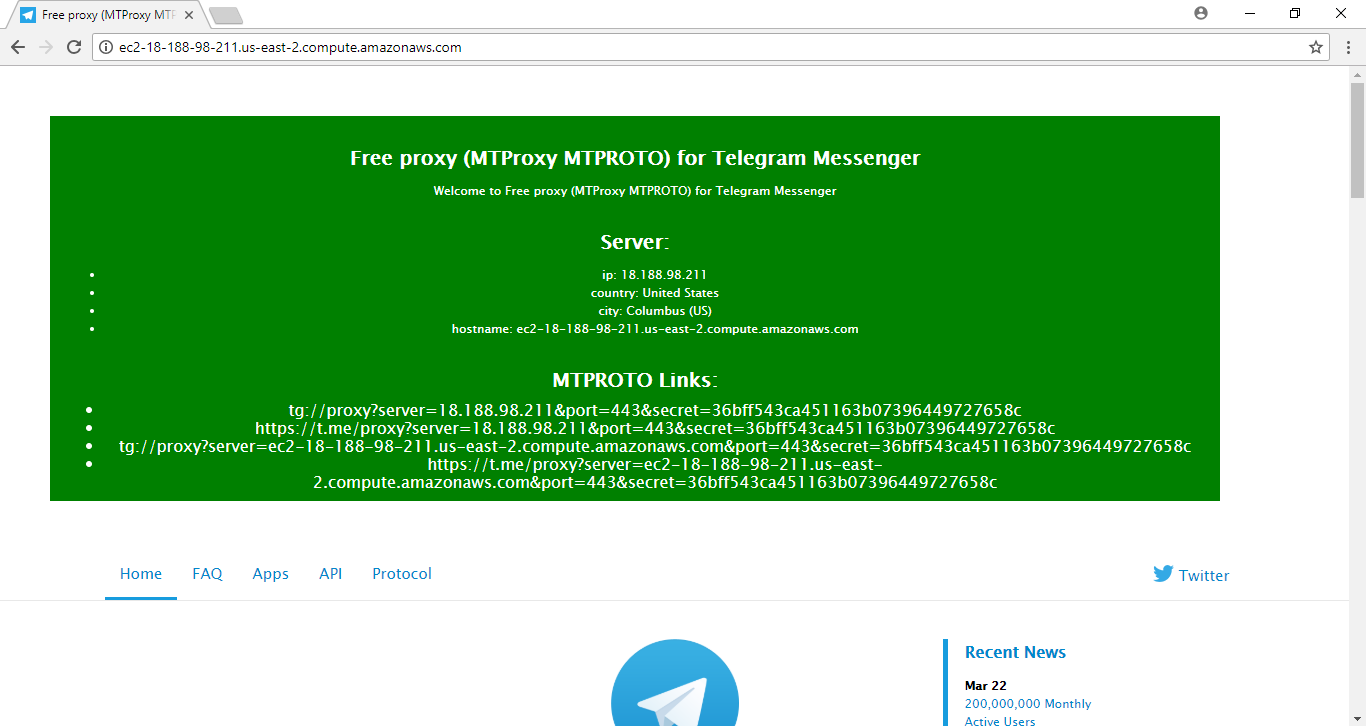 Free proxy (MTProxy MTF
ec2-18-188-98-211.us-east-2.compute.amazonaws.com
Free proxy (MTProxy MTPROTO) for Telegram Messenger
Welcome to Free proxy (MTProxy MTPROTO) for Telegram Messenger
Server:
ip: 18.188.98.211
country: United States
city: Columbus (US)
hostname: ec2-18-188-98-211.us-east-2.compute.amazonaws.com
MTPROTO Links:
tg://proxy?server=18.188.98.211&port=443&secret=36bff543ca451163b07396449727658c
https://t.me/proxy?server=18.188.98.211&port=443&secret=36bff543ca451163b07396449727658c
tg://proxy?server=ec2-18-188-98-211.us-east-2.compute.amazonaws.com&port=443&secret=36bff543ca451163b07396449727658c
https://t.me/proxy?server=ec2-18-188-98-211.us-east-
2.compute.amazonaws.com&port=443&secret=36bff543ca451163b07396449727658c
Home FAQ Apps API Protocol Twitter
Recent News
Mar 22
200,000,000 Monthly
Active Users